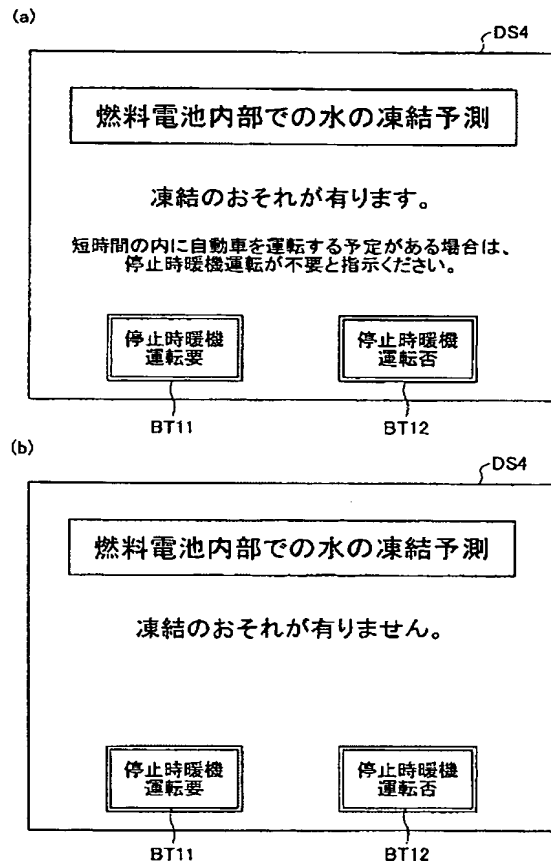 (a)
DS4
燃料電池内部での水の凍結予測
凍結のおそれが有ります。
短時間の内に自動車を運転する予定がある場合は、
停止時暖機運転が不要と指示ください。
停止時暖機
運転要
停止時暖機
運転否
BT11
BT12
(b)
DS4
燃料電池内部での水の凍結予測
凍結のおそれが有りません。
停止時暖機
運転要
停止時暖機
運転否
BT11
BT12